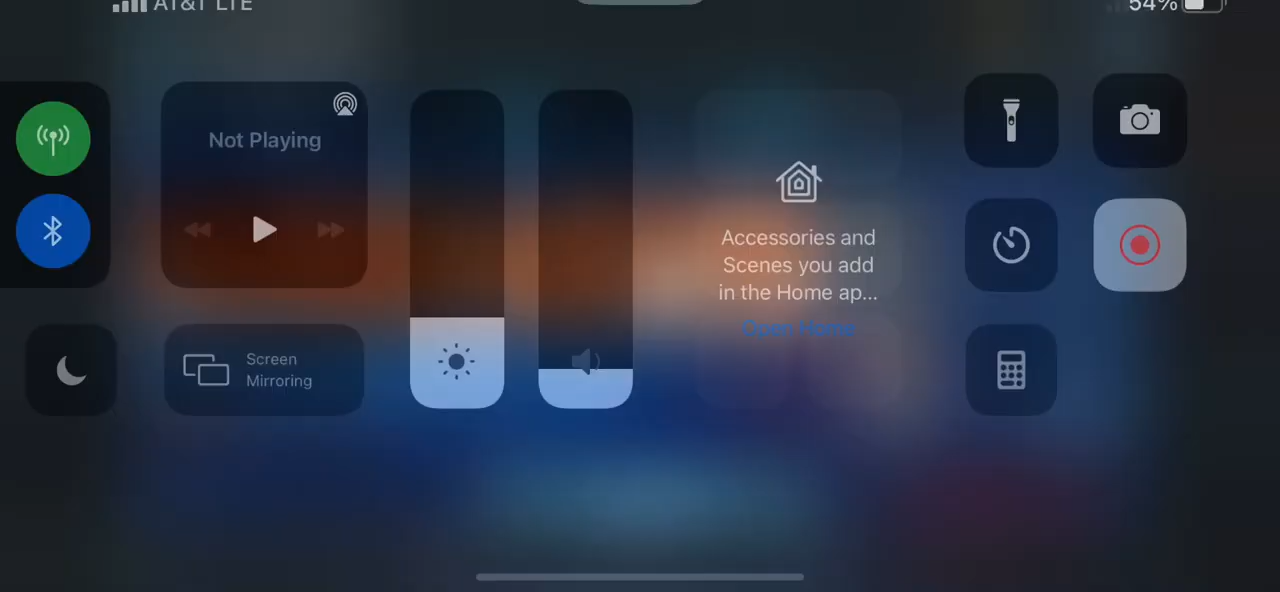 AT&T LTE
54%
Not Playing
Screen
Mirroring
Accessories and
Scenes you add
in the Home ap...
Open Home